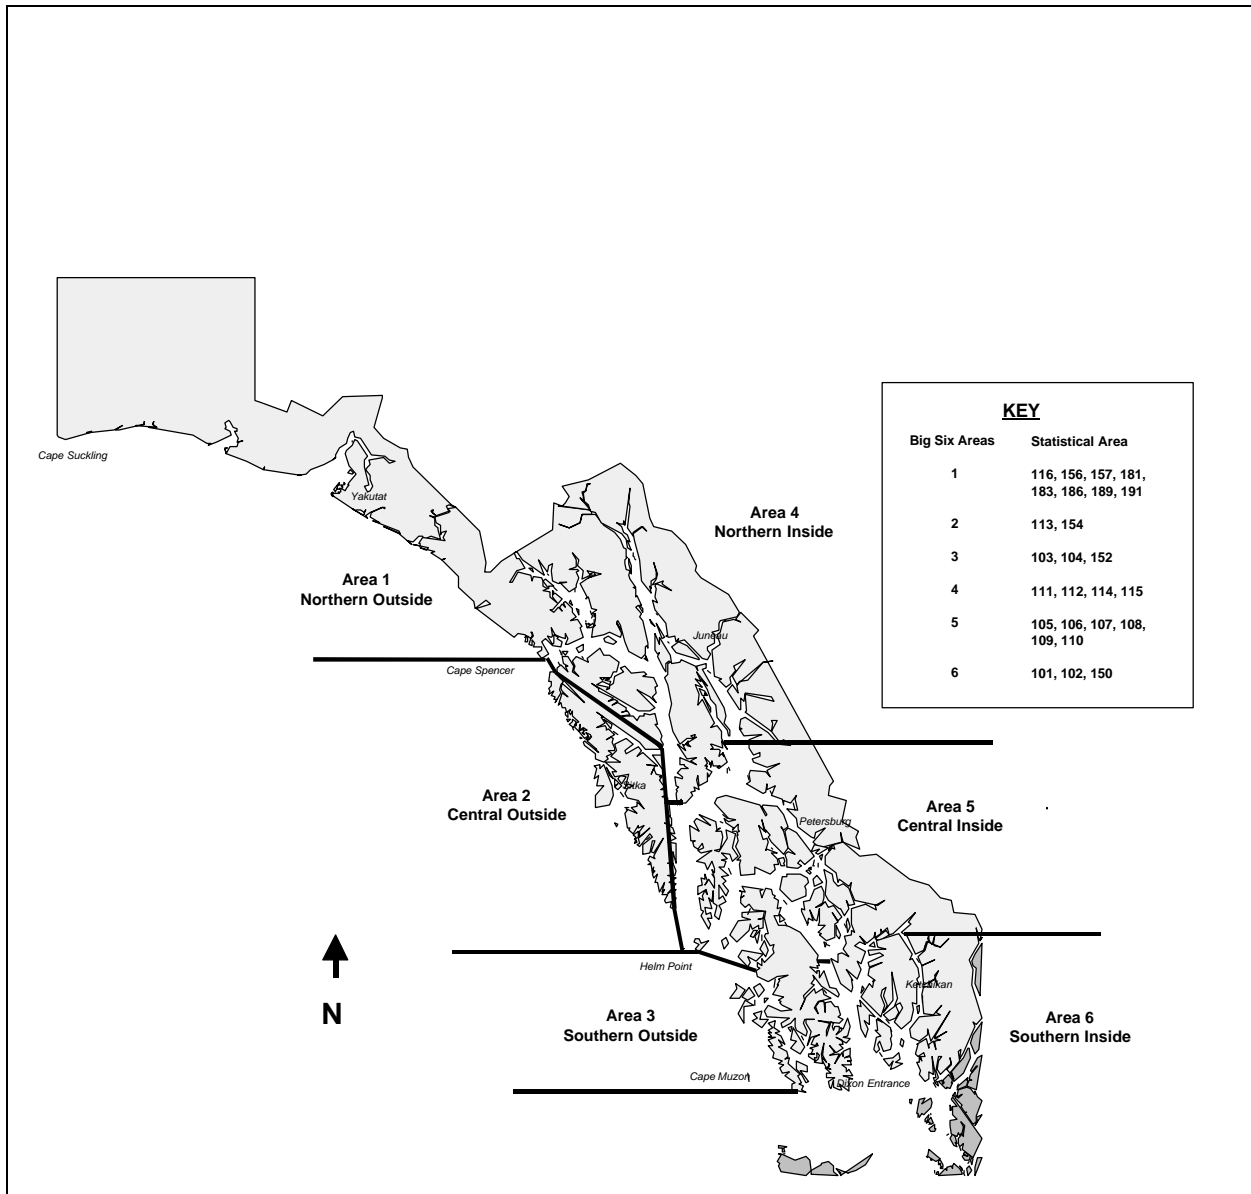 KEY
Big Six Areas Statistical Area
1 116, 156, 157, 181,
183, 186, 189, 191
2 113, 154
3 103, 104, 152
4 111, 112, 114, 115
5 105, 106, 107, 108,
109, 110
6 101, 102, 150
Cape Suckling
Yakutat
Area 4
Northern Inside
Area 1
Northern Outside
Juneau
Cape Spencer
Sitka
Area 2
Central Outside
Area 5
Central Inside
Petersburg
Helm Point
Ketchikan
N
Area 3
Southern Outside
Area 6
Southern Inside
Cape Muzon
Dixon Entrance